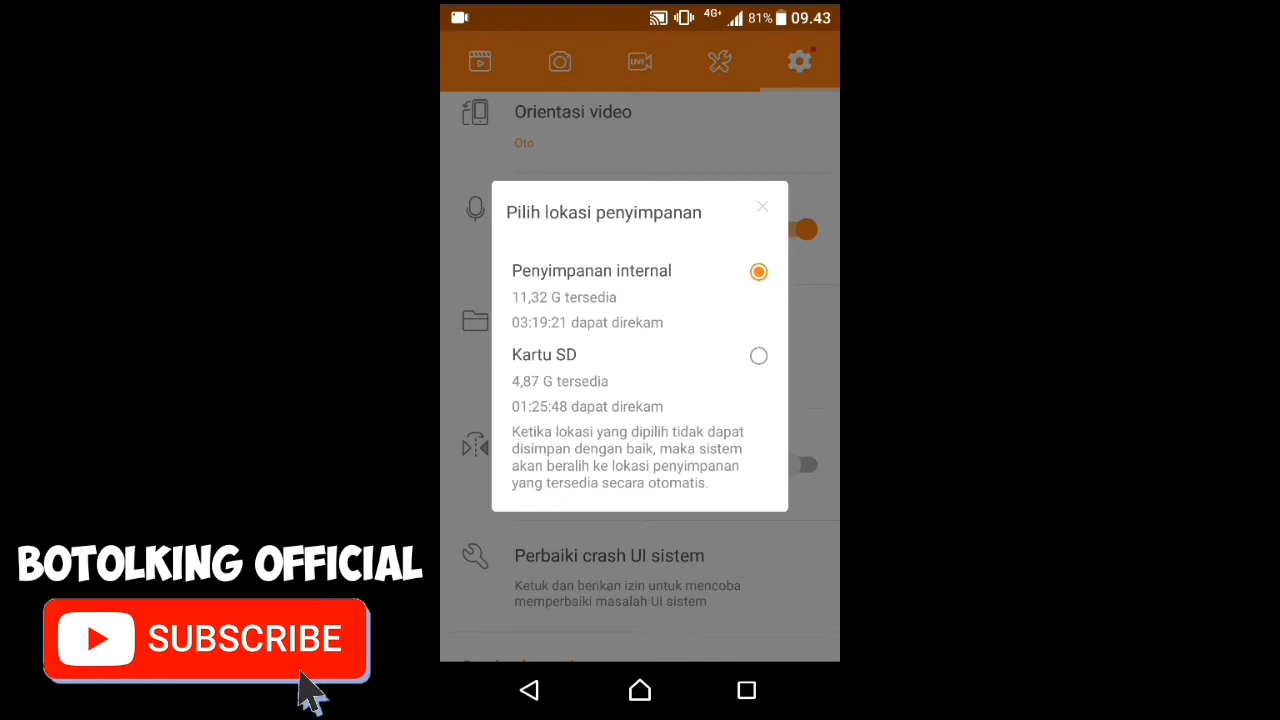 4G+ 81% 09.43
UVI
Orientasi video
Oto
Pilih lokasi penyimpanan
Penyimpanan internal
11,32 G tersedia
03:19:21 dapat direkam
Kartu SD
4,87 G tersedia
01:25:48 dapat direkam
Ketika lokasi yang dipilih tidak dapat
disimpan dengan baik, maka sistem
akan beralih ke lokasi penyimpanan
yang tersedia secara otomatis.
Perbaiki crash UI sistem
Ketuk dan berikan izin untuk mencoba
memperbaiki masalah UI sistem
BOTOLKING OFFICIAL
SUBSCRIBE